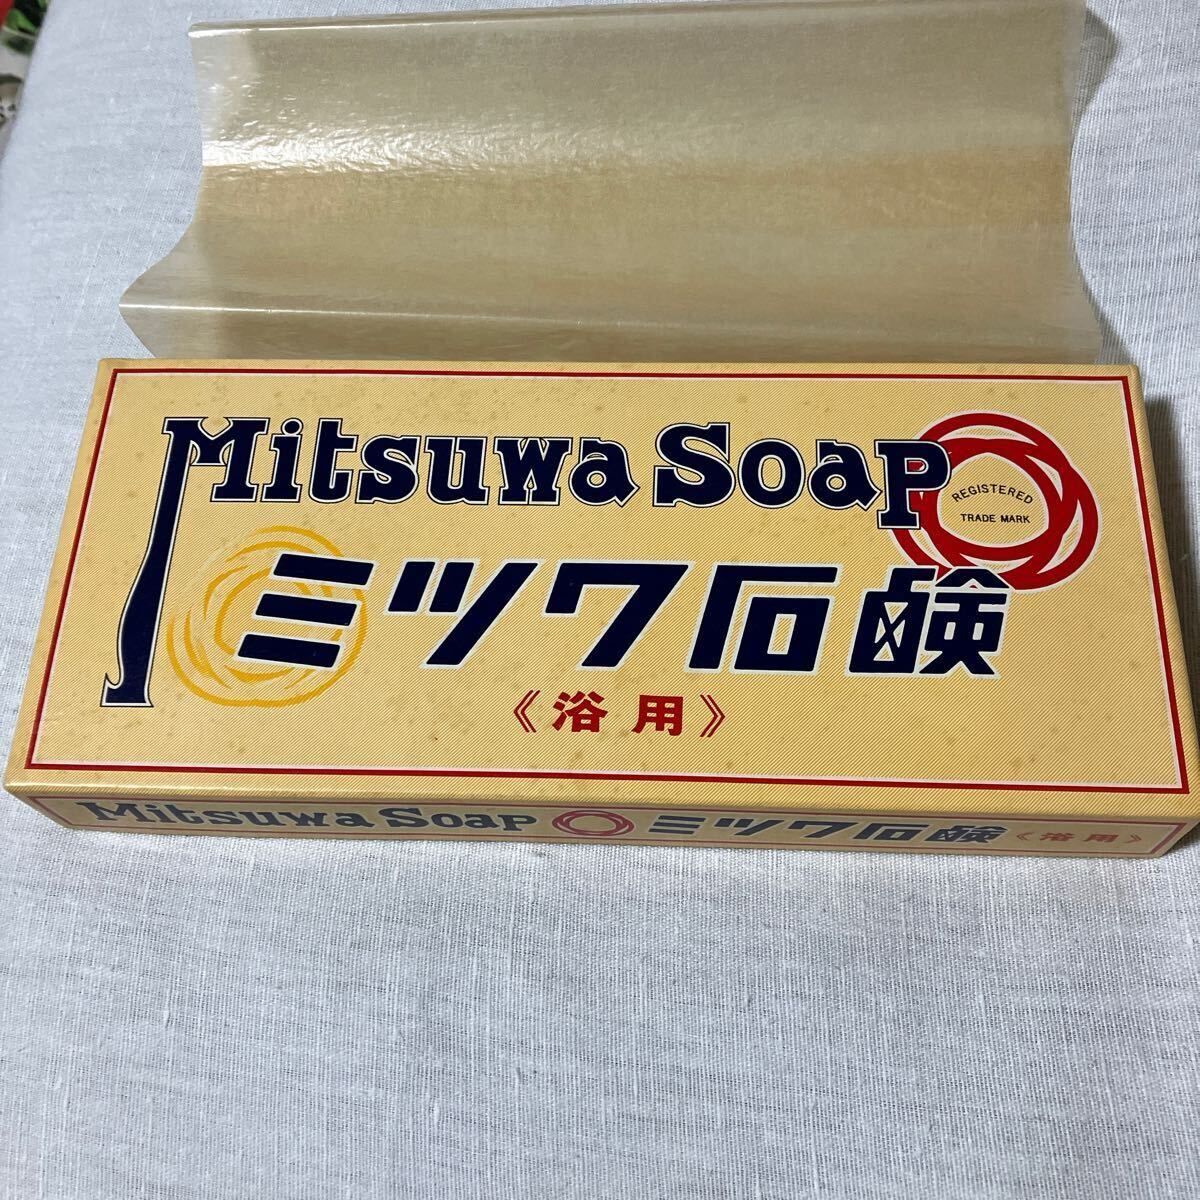 Mitsuwa Soap
REGISTERED
TRADE MARK
ミツワ石鹸
《浴用》
Mitsuwa Soap ミツワ石鹸《浴用》